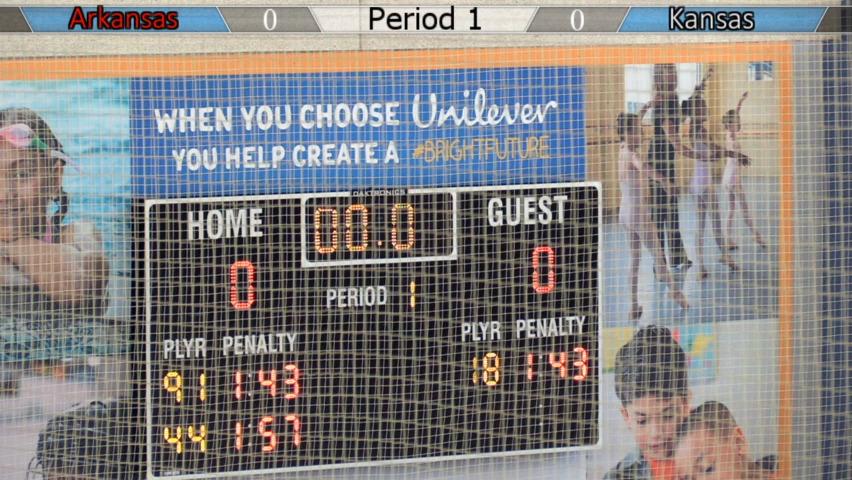 Arkansas 0 Period 1 0 Kansas
WHEN YOU CHOOSE Unilever
YOU HELP CREATE A #BRIGHTFUTURE
DAKTRONICS
HOME 00.0 GUEST
0 PERIOD 1 0
PLYR PENALTY PLYR PENALTY
91 1:43 18 1:43
44 1:57